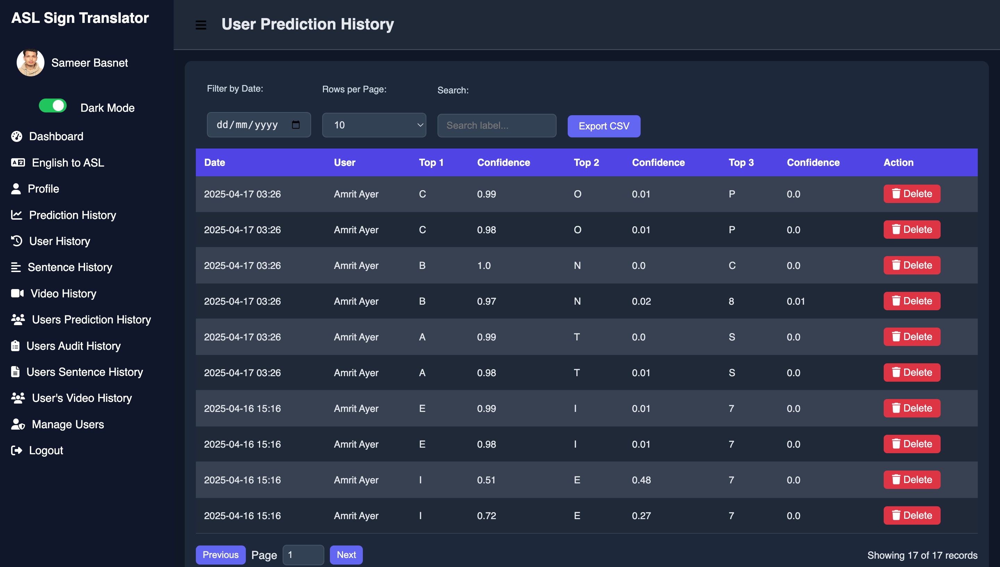 ASL Sign Translator
Sameer Basnet
Dark Mode
Dashboard
English to ASL
Profile
Prediction History
User History
Sentence History
Video History
Users Prediction History
Users Audit History
Users Sentence History
User's Video History
Manage Users
Logout
User Prediction History
Filter by Date: Rows per Page: Search:
dd/mm/yyyy 10 Search label... Export CSV
Date User Top 1 Confidence Top 2 Confidence Top 3 Confidence Action
2025-04-17 03:26 Amrit Ayer C 0.99 O 0.01 P 0.0 Delete
2025-04-17 03:26 Amrit Ayer C 0.98 O 0.01 P 0.0 Delete
2025-04-17 03:26 Amrit Ayer B 1.0 N 0.0 C 0.0 Delete
2025-04-17 03:26 Amrit Ayer B 0.97 N 0.02 8 0.01 Delete
2025-04-17 03:26 Amrit Ayer A 0.99 T 0.0 S 0.0 Delete
2025-04-17 03:26 Amrit Ayer A 0.98 T 0.01 S 0.0 Delete
2025-04-16 15:16 Amrit Ayer E 0.99 I 0.01 7 0.0 Delete
2025-04-16 15:16 Amrit Ayer E 0.98 I 0.01 7 0.0 Delete
2025-04-16 15:16 Amrit Ayer I 0.51 E 0.48 7 0.0 Delete
2025-04-16 15:16 Amrit Ayer I 0.72 E 0.27 7 0.0 Delete
Previous Page 1 Next Showing 17 of 17 records